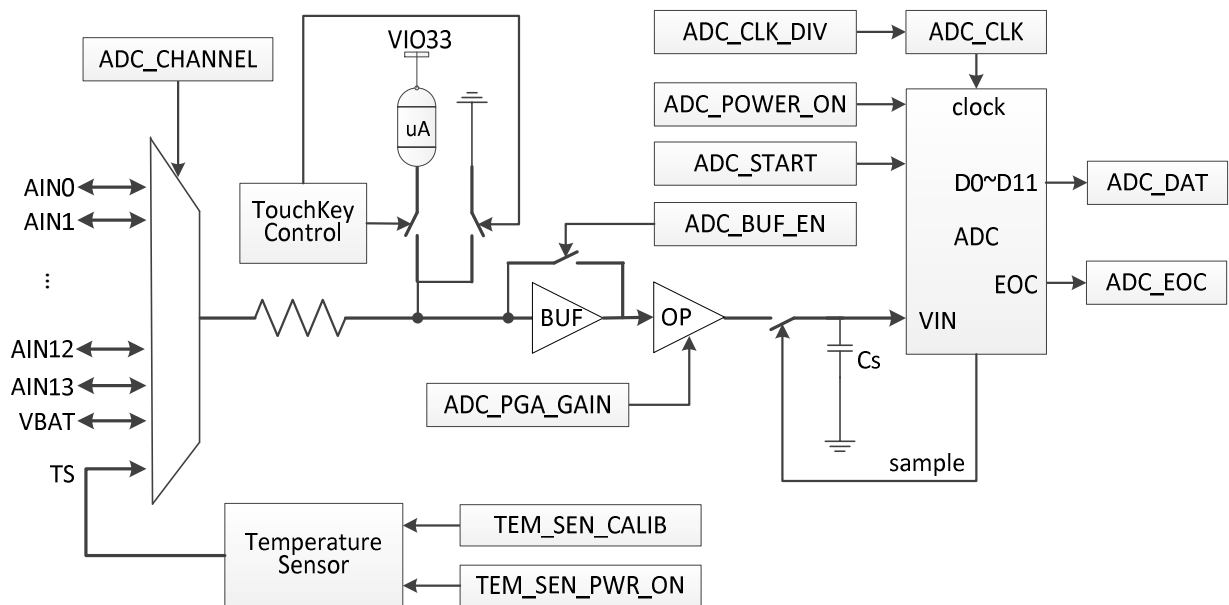 ADC_CHANNEL
VIO33
uA
ADC_CLK_DIV
ADC_CLK
ADC_POWER_ON
clock
ADC_START
AIN0
AIN1
...
TouchKey
Control
D0~D11
ADC_DAT
ADC_BUF_EN
ADC
EOC
ADC_EOC
BUF
OP
VIN
AIN12
AIN13
VBAT
TS
Cs
ADC_PGA_GAIN
sample
Temperature
Sensor
TEM_SEN_CALIB
TEM_SEN_PWR_ON